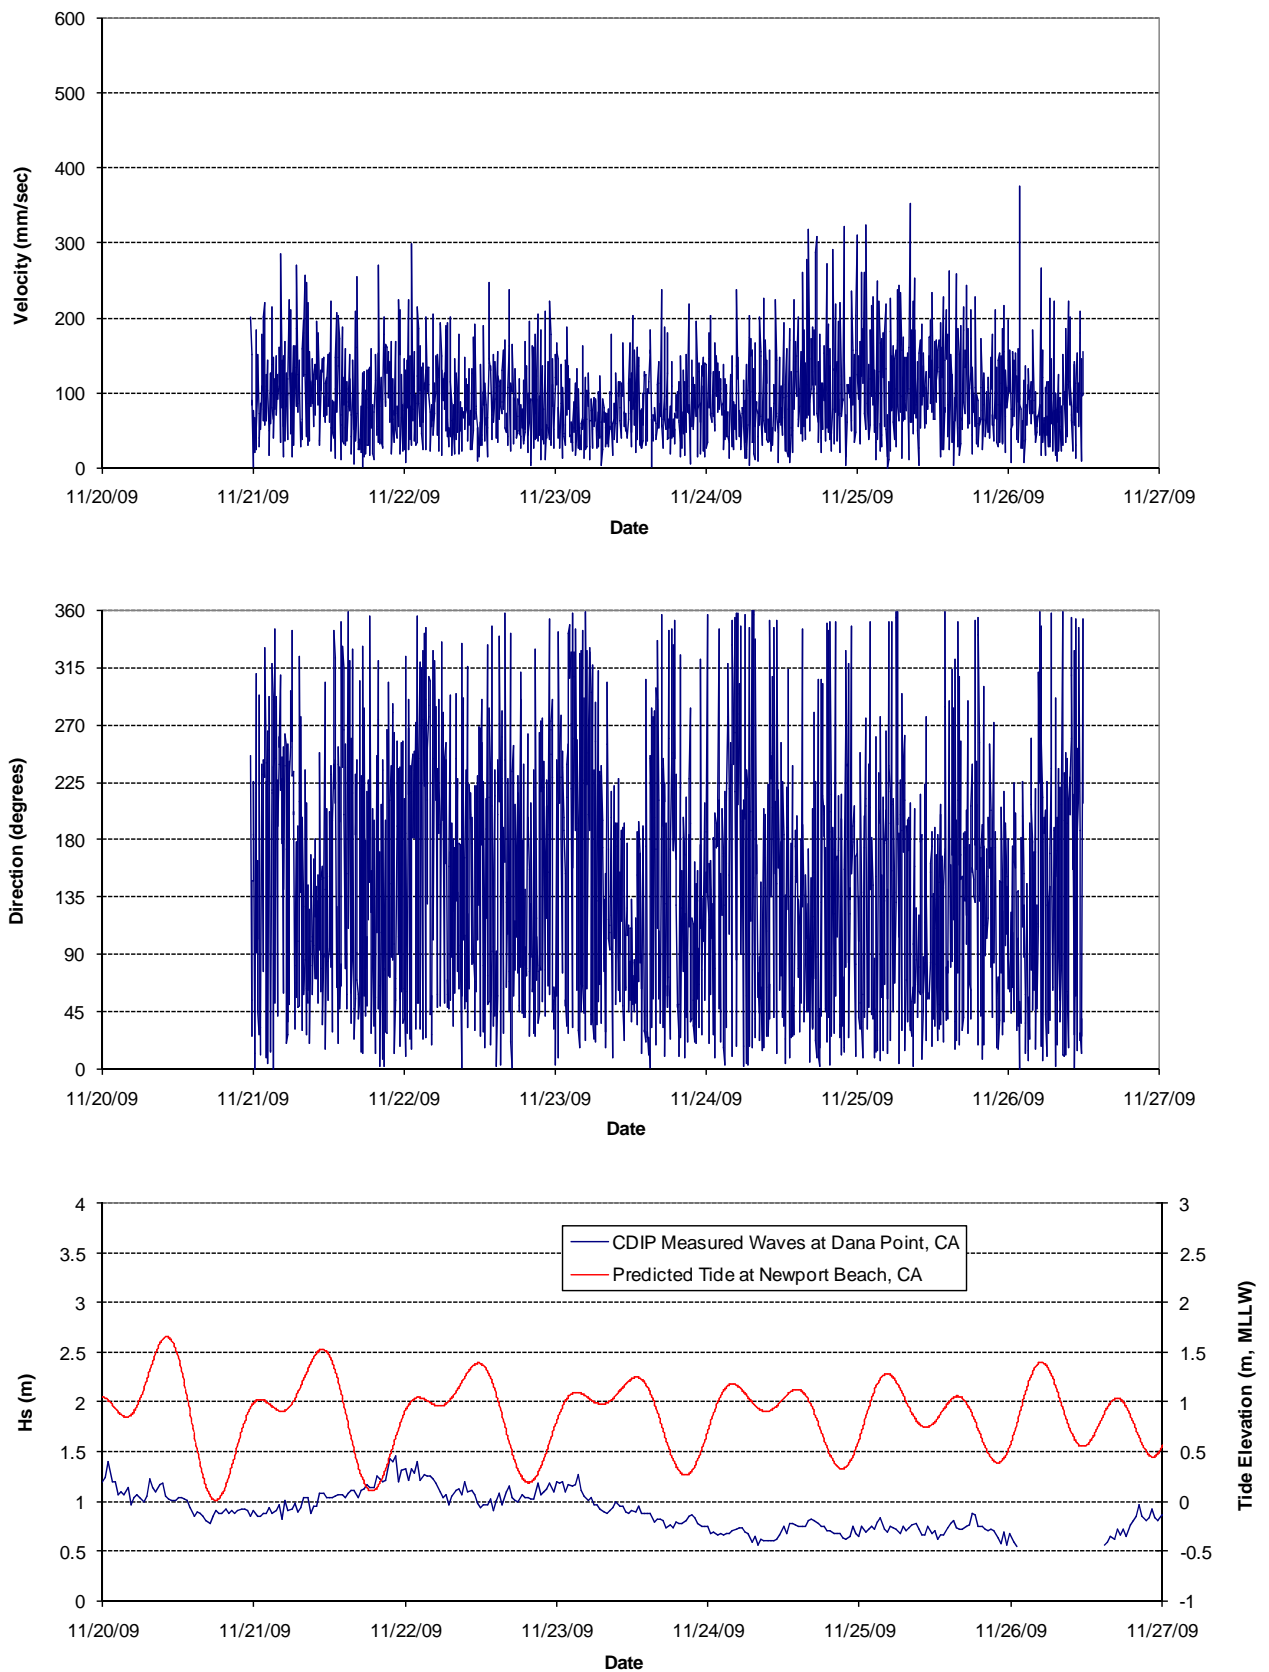 600
500
400
300
200
100
0
Velocity (mm/sec)
11/20/09 11/21/09 11/22/09 11/23/09 11/24/09 11/25/09 11/26/09 11/27/09
Date
360
315
270
225
180
135
90
45
0
Direction (degrees)
11/20/09 11/21/09 11/22/09 11/23/09 11/24/09 11/25/09 11/26/09 11/27/09
Date
4
3.5
3
2.5
2
1.5
1
0.5
0
Hs (m)
CDIP Measured Waves at Dana Point, CA
Predicted Tide at Newport Beach, CA
3
2.5
2
1.5
1
0.5
0
-0.5
-1
Tide Elevation (m, MLLW)
11/20/09 11/21/09 11/22/09 11/23/09 11/24/09 11/25/09 11/26/09 11/27/09
Date